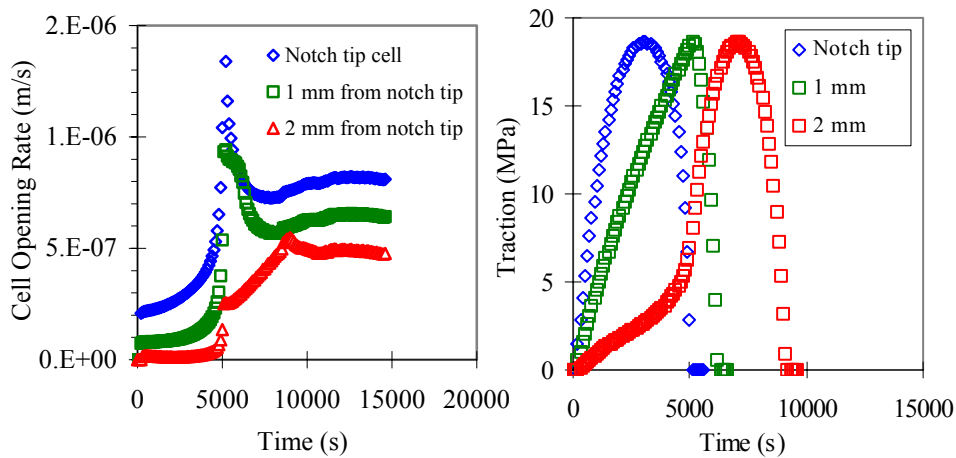 2.E-06
1.E-06
5.E-07
0.E+00
Cell Opening Rate (m/s)
0
5000
10000
15000
20000
Time (s)
Notch tip cell
1 mm from notch tip
2 mm from notch tip
20
15
10
5
0
Traction (MPa)
0
5000
10000
15000
Time (s)
Notch tip
1 mm
2 mm